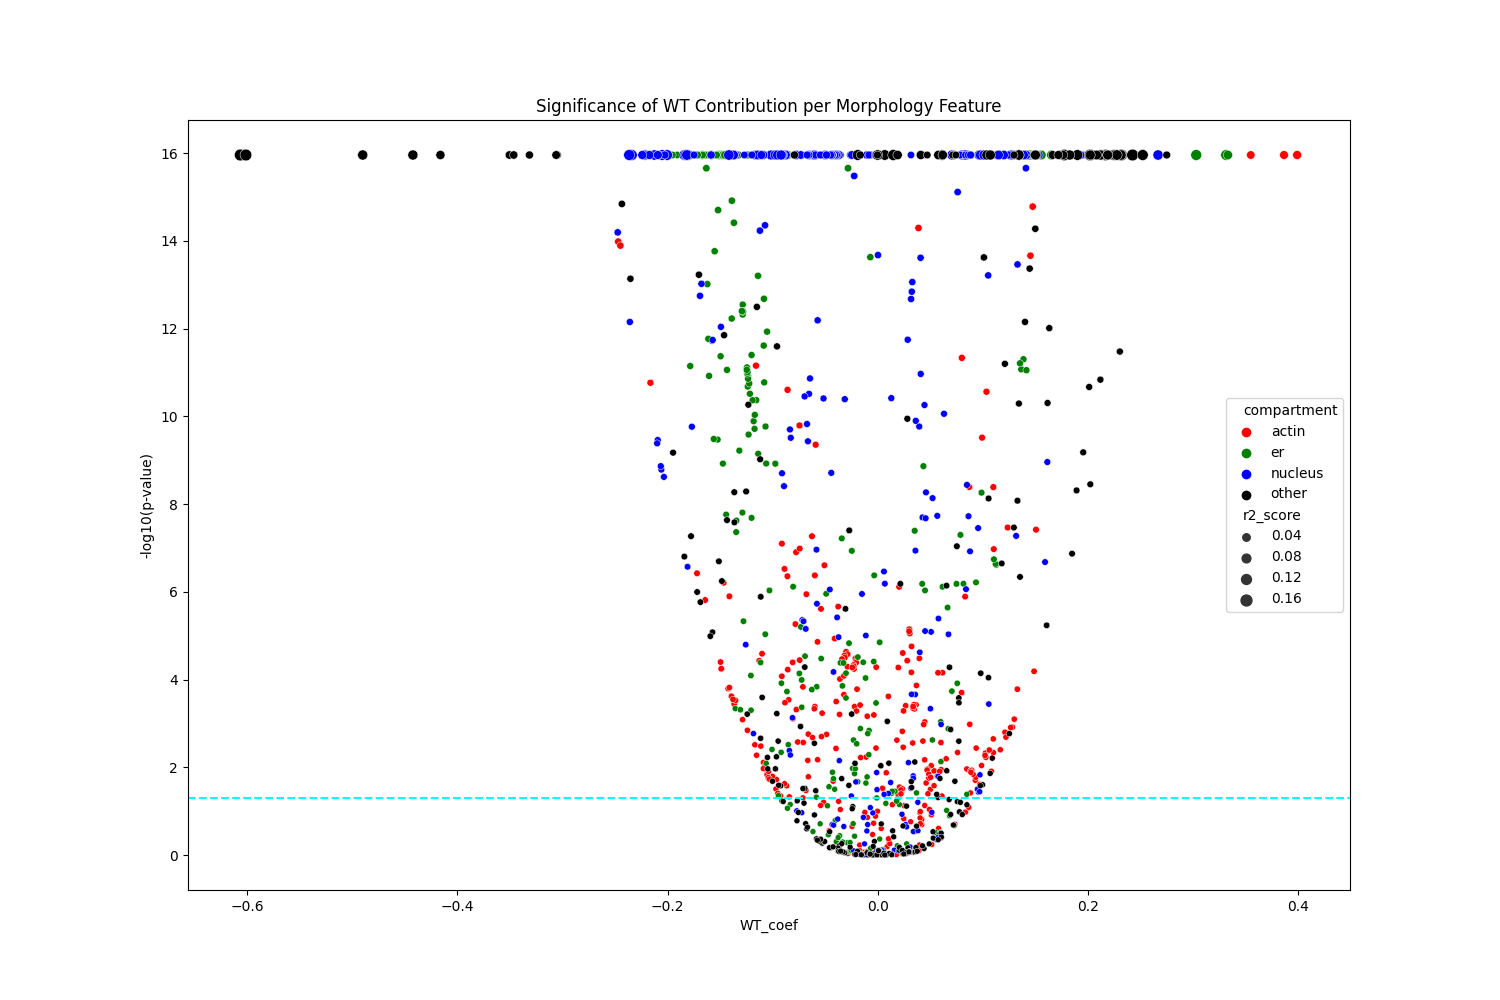 Significance of WT Contribution per Morphology Feature
16
14
12
10
8
6
4
2
0
-log10(p-value)
−0.6
−0.4
−0.2
0.0
0.2
0.4
WT_coef
compartment
actin
er
nucleus
other
r2_score
0.04
0.08
0.12
0.16